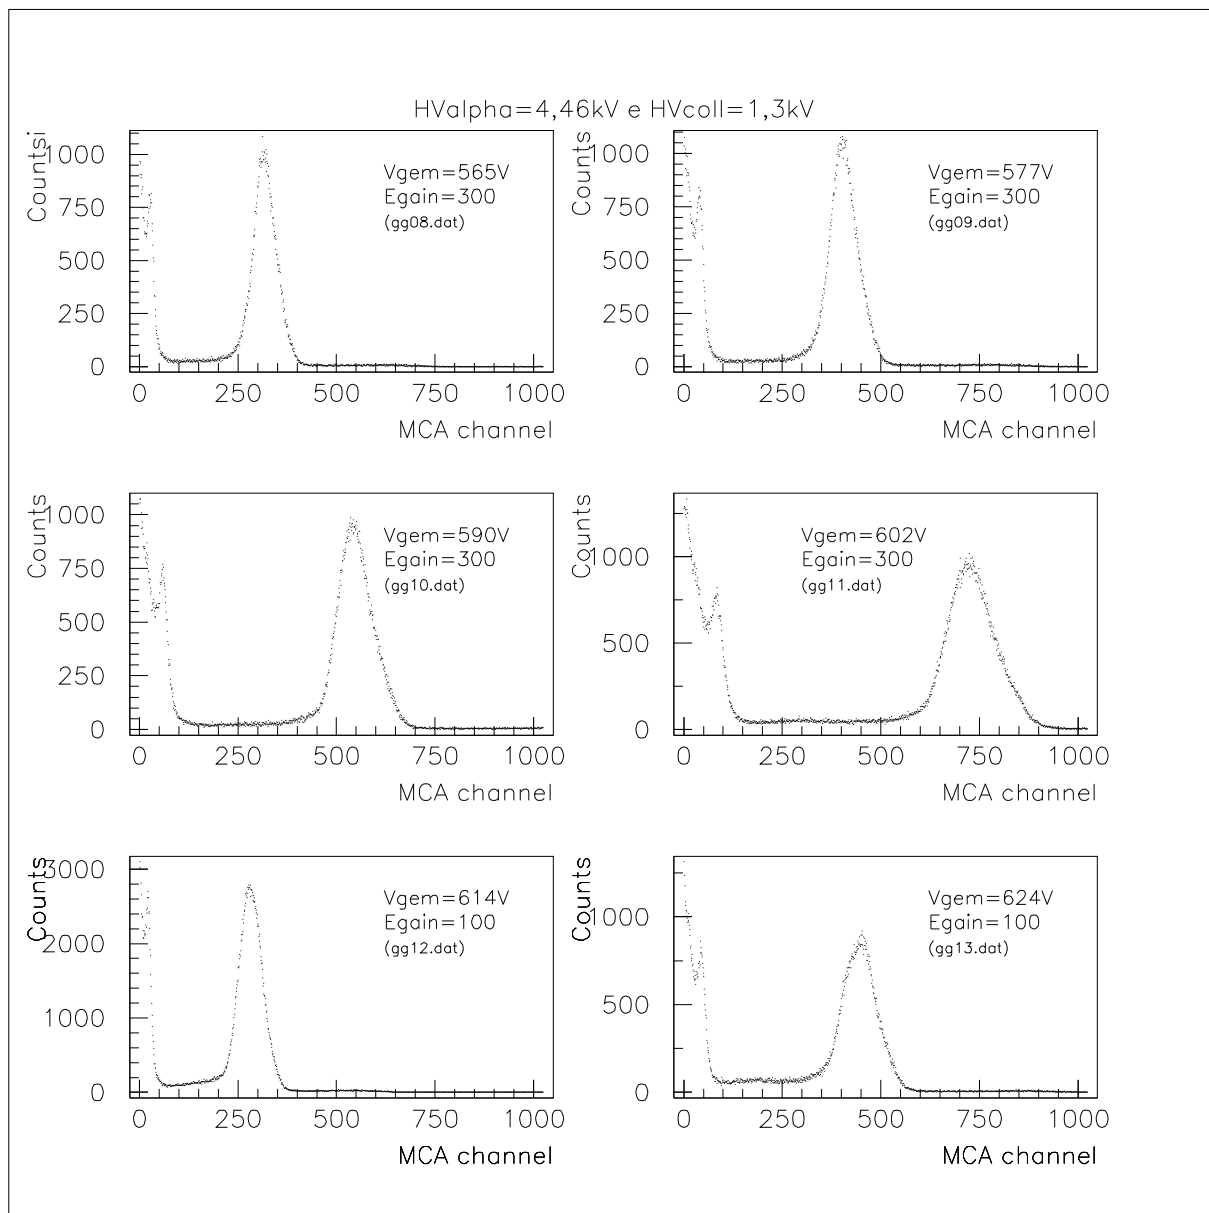 HValpha=4,46kV e HVcoll=1,3kV
Countsi
1000
750
500
250
0
Vgem=565V
Egain=300
(gg08.dat)
0 250 500 750 1000
MCA channel
Counts
1000
750
500
250
0
Vgem=577V
Egain=300
(gg09.dat)
0 250 500 750 1000
MCA channel
Counts
1000
750
500
250
0
Vgem=590V
Egain=300
(gg10.dat)
0 250 500 750 1000
MCA channel
Counts
1000
500
0
Vgem=602V
Egain=300
(gg11.dat)
0 250 500 750 1000
MCA channel
Counts
3000
2000
1000
0
Vgem=614V
Egain=100
(gg12.dat)
0 250 500 750 1000
MCA channel
Counts
1000
500
0
Vgem=624V
Egain=100
(gg13.dat)
0 250 500 750 1000
MCA channel